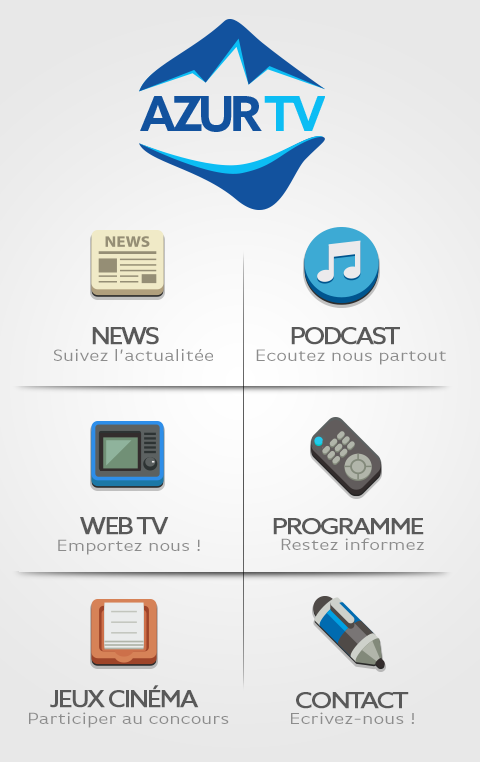 AZUR TV
NEWS
NEWS
Suivez l'actualitée
PODCAST
Ecoutez nous partout
WEB TV
Emportez nous !
PROGRAMME
Restez informez
JEUX CINÉMA
Participer au concours
CONTACT
Ecrivez-nous !